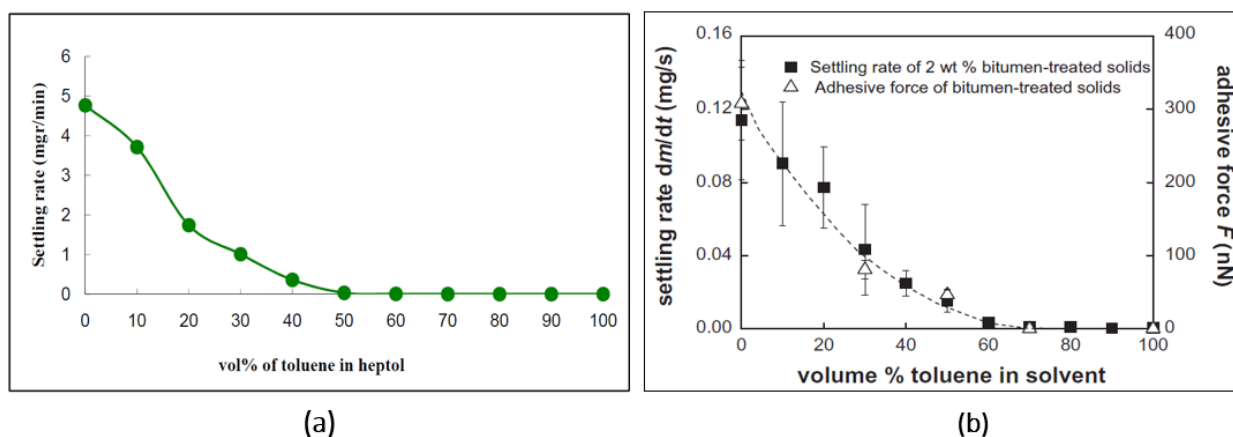 6
5
4
3
2
1
0
Settling rate (mgr/min)
0 10 20 30 40 50 60 70 80 90 100
vol% of toluene in heptol
(a)
0.16
0.12
0.08
0.04
0.00
settling rate dm/dt (mg/s)
Settling rate of 2 wt % bitumen-treated solids
Adhesive force of bitumen-treated solids
400
300
200
100
0
adhesive force F (nN)
0 20 40 60 80 100
volume % toluene in solvent
(b)